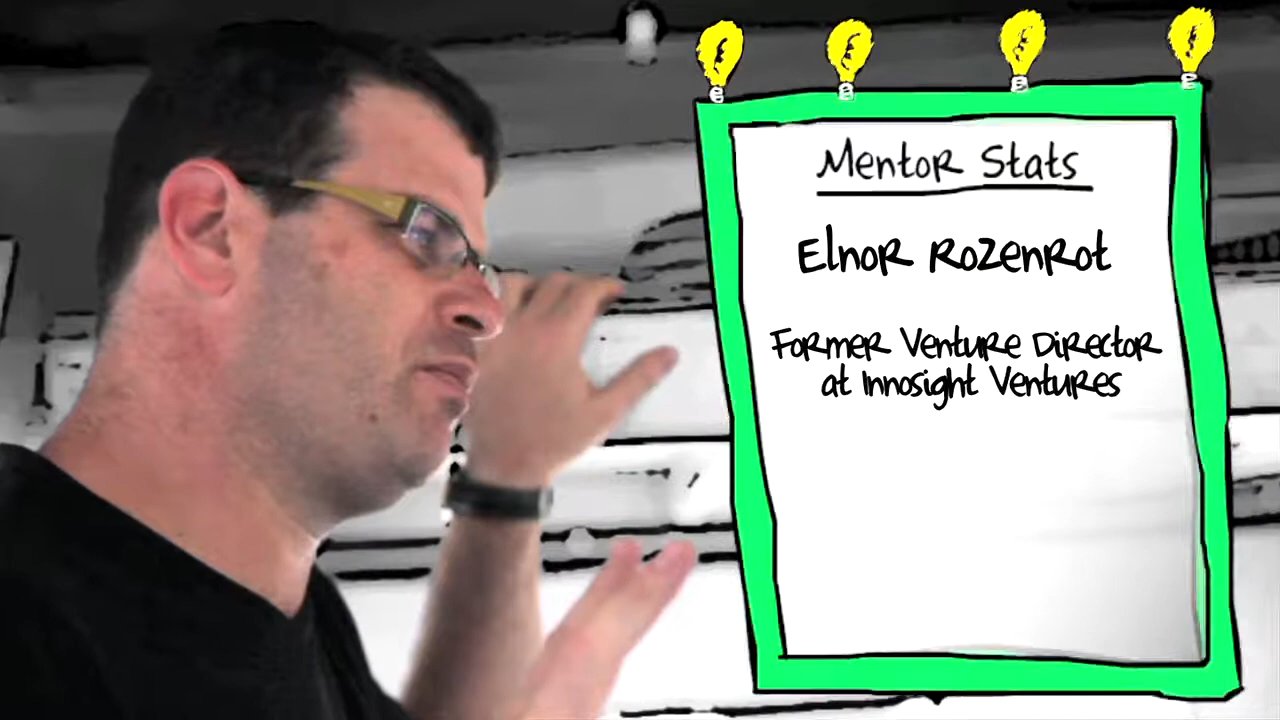 Mentor Stats
Elnor Rozenrot
Former Venture Director
at Innosight Ventures